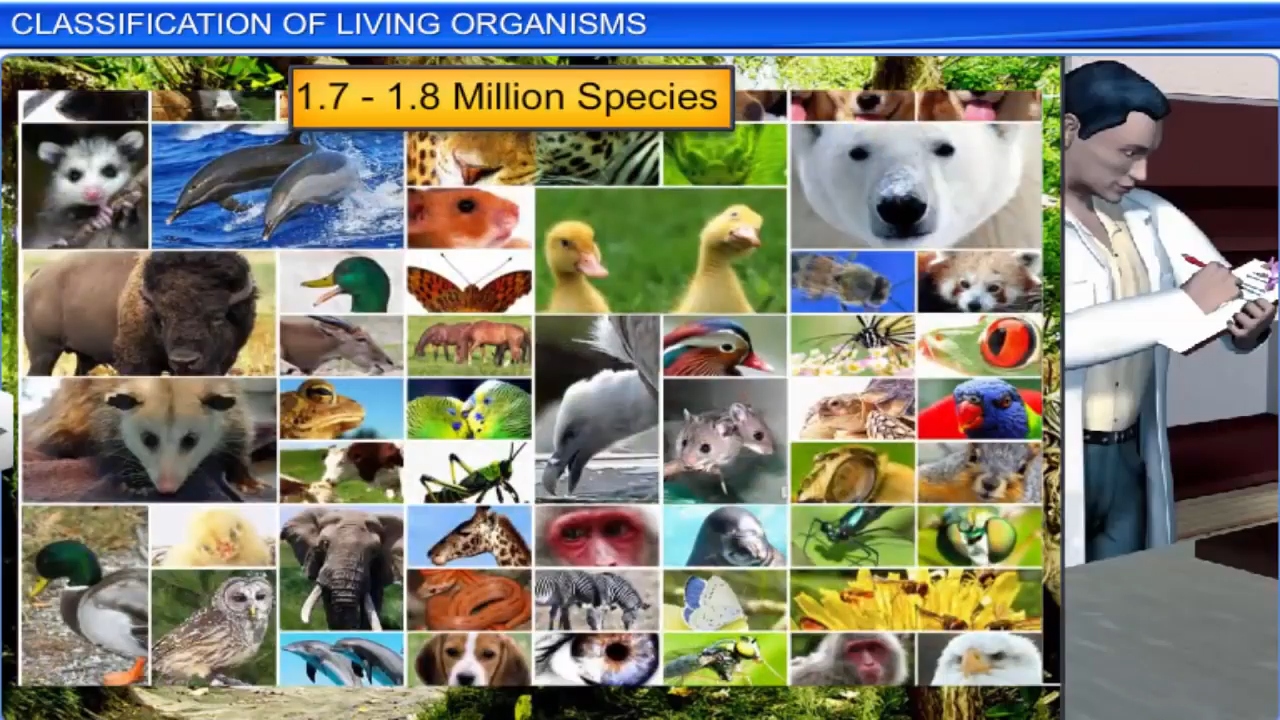 CLASSIFICATION OF LIVING ORGANISMS
1.7 - 1.8 Million Species